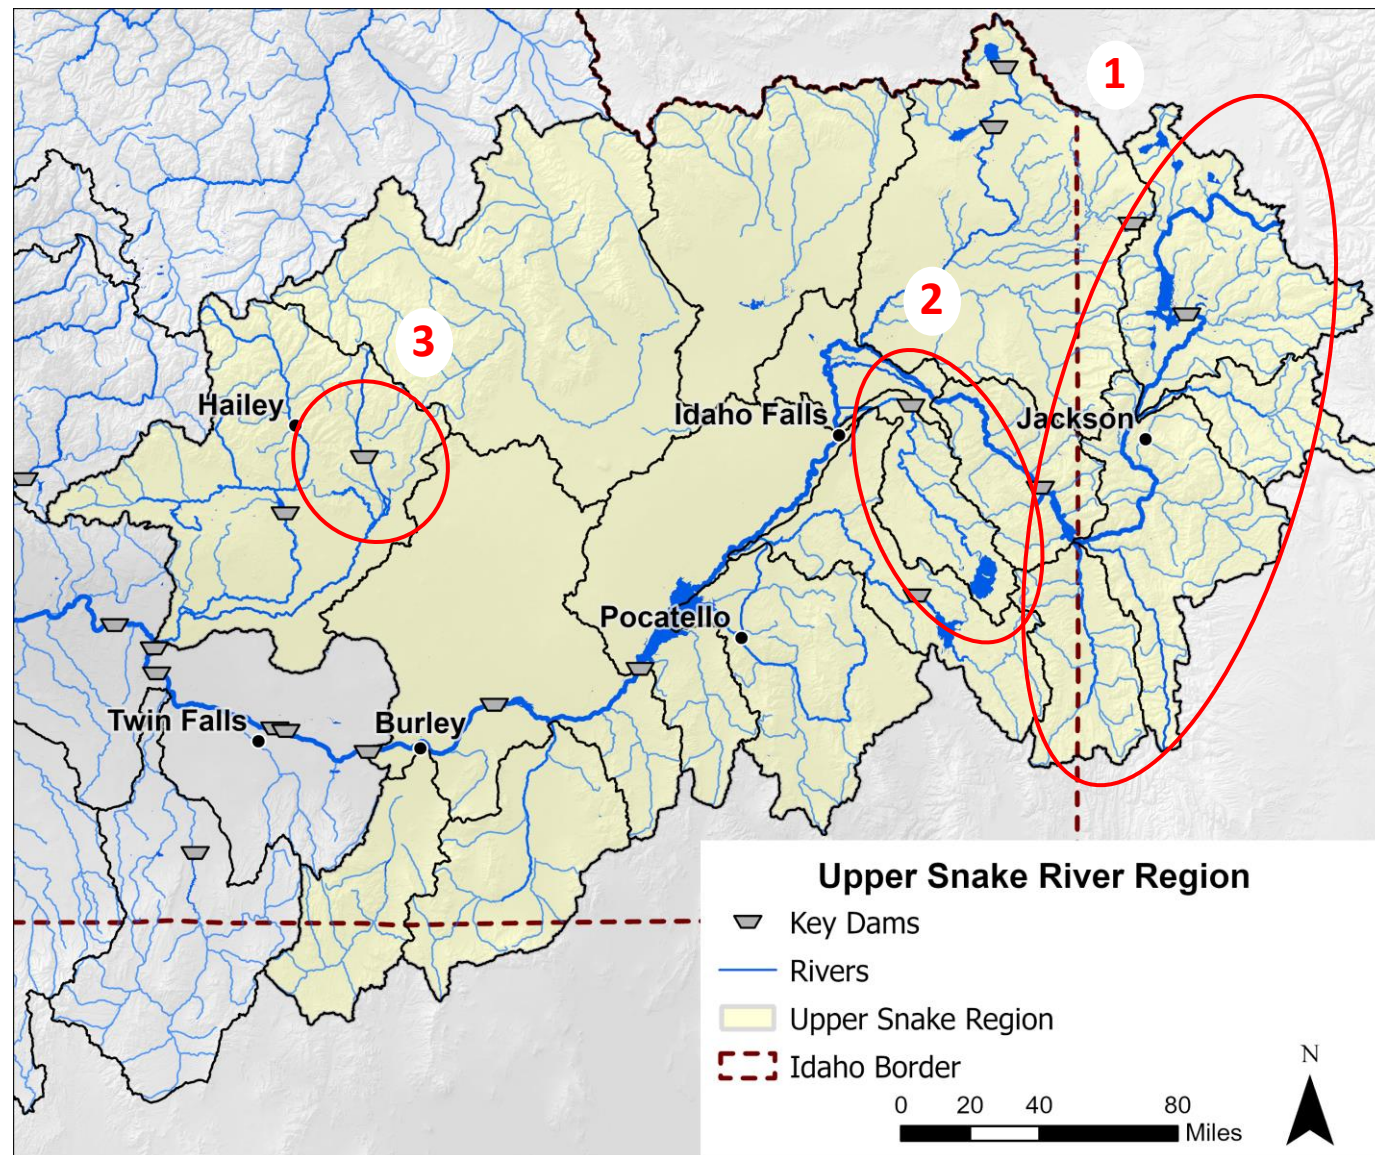 1
2
3
Hailey
Idaho Falls
Jackson
Pocatello
Twin Falls
Burley
Upper Snake River Region
Key Dams
Rivers
Upper Snake Region
Idaho Border
N
0 20 40 80
Miles